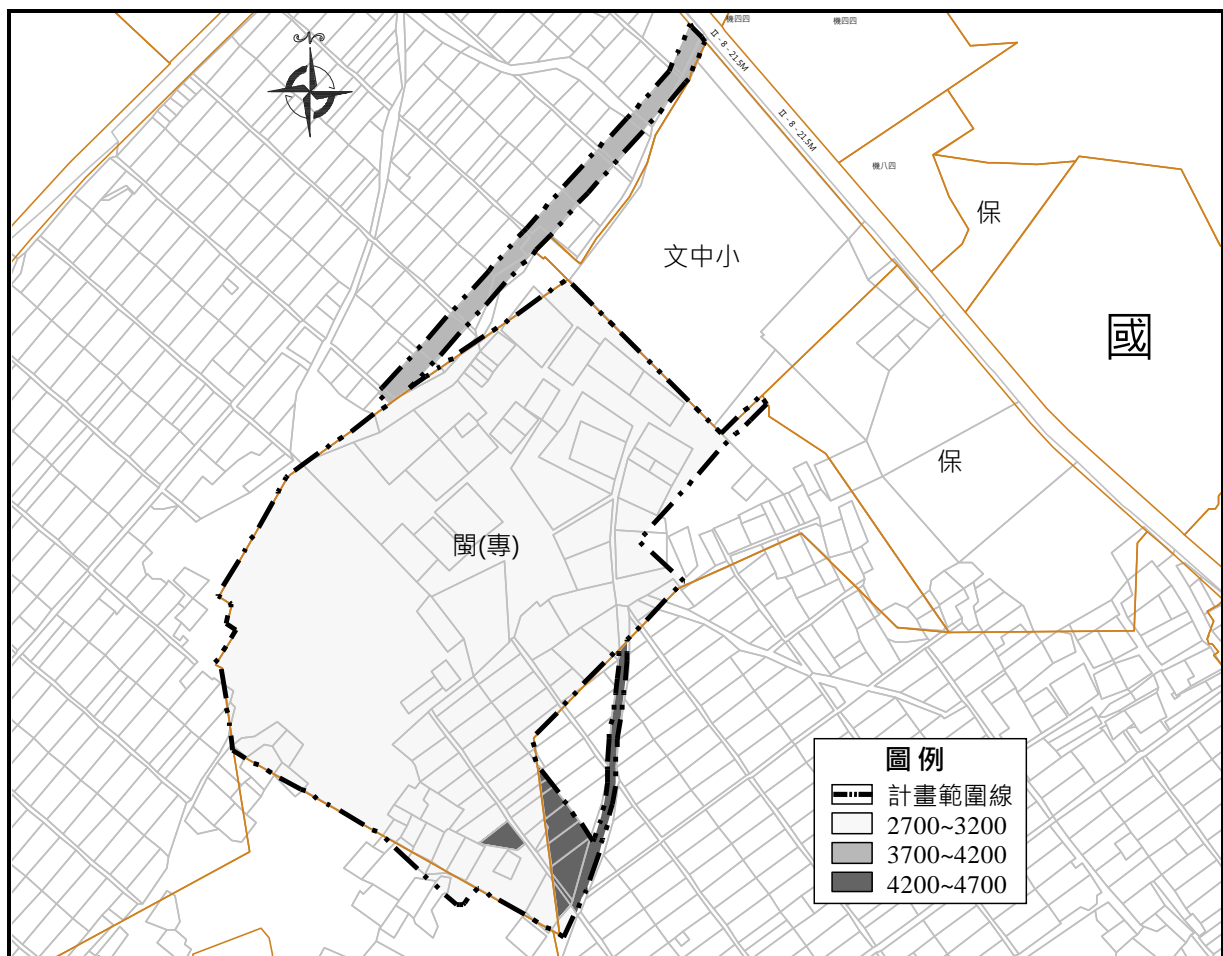 N
機四四
機四四
II - 8 - 21.5M
II - 8 - 21.5M
機八四
保
文中小
國
保
閩(專)
圖 例
計畫範圍線
2700~3200
3700~4200
4200~4700